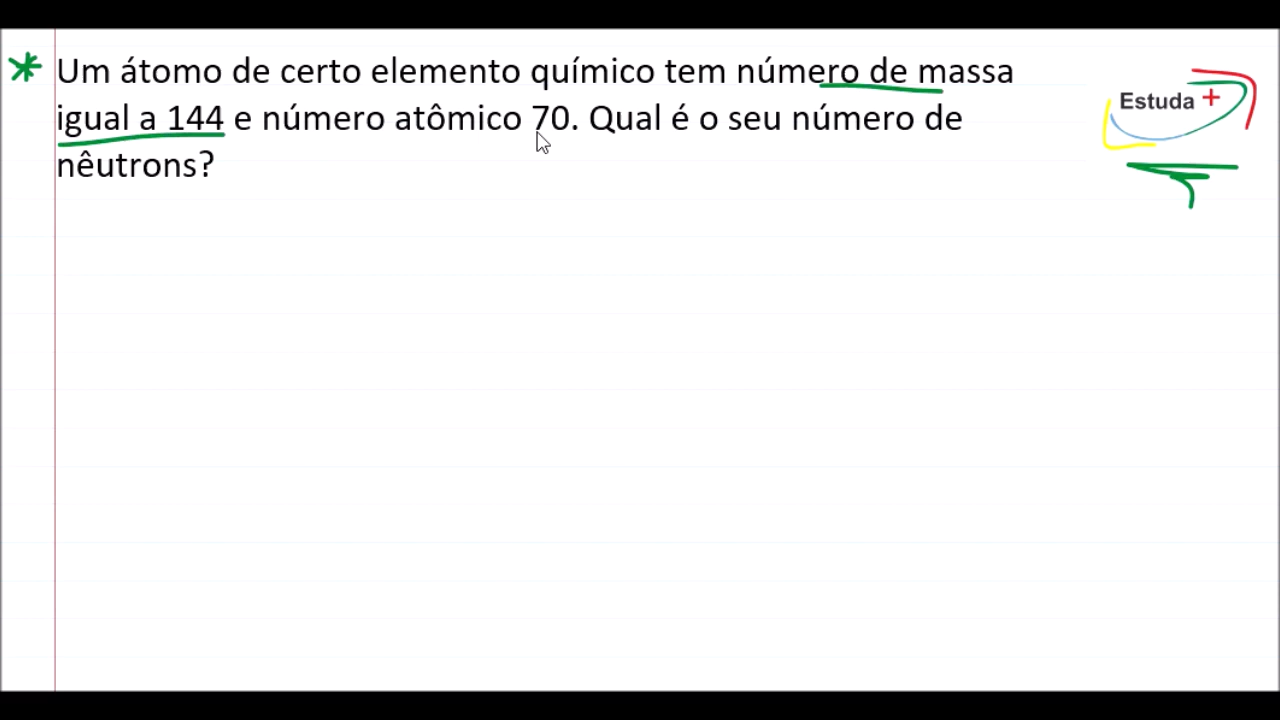 * Um átomo de certo elemento químico tem número de massa
igual a 144 e número atômico 70. Qual é o seu número de
nêutrons?
Estuda +